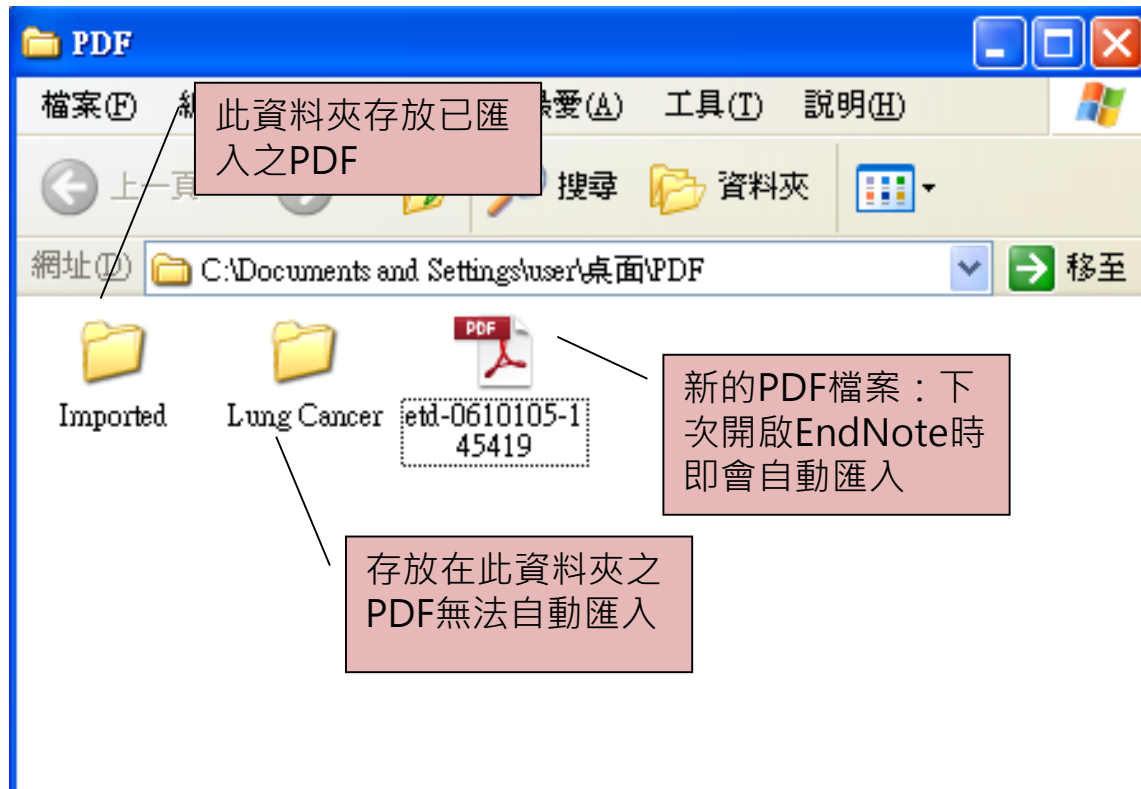 PDF
檔案(F) 工具(T) 說明(H)
此資料夾存放已匯
入之PDF
上一頁 搜尋 資料夾
網址(D) C:\Documents and Settings\user\桌面\PDF 移至
PDF
Imported Lung Cancer etd-0610105-1
45419
新的PDF檔案：下
次開啟EndNote時
即會自動匯入
存放在此資料夾之
PDF無法自動匯入